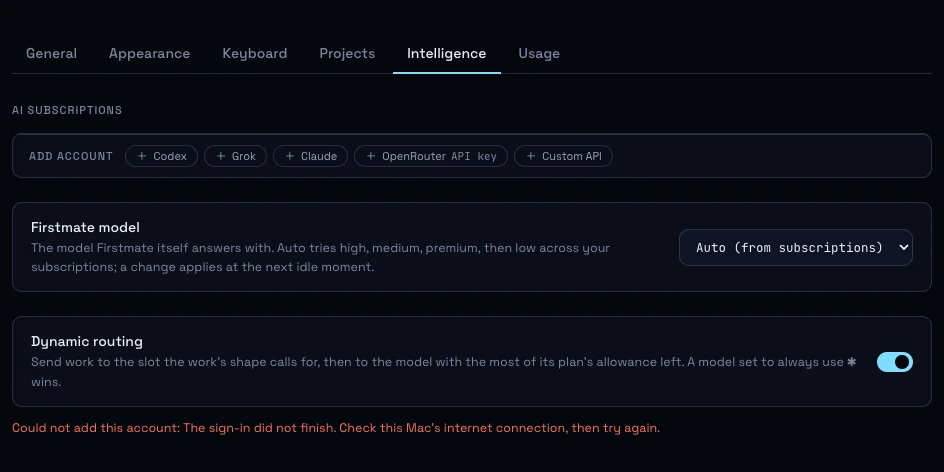 General Appearance Keyboard Projects Intelligence Usage
AI SUBSCRIPTIONS
ADD ACCOUNT + Codex + Grok + Claude + OpenRouter API key + Custom API
Firstmate model
The model Firstmate itself answers with. Auto tries high, medium, premium, then low across your
subscriptions; a change applies at the next idle moment.
Auto (from subscriptions)
Dynamic routing
Send work to the slot the work's shape calls for, then to the model with the most of its plan's allowance left. A model set to always use ✱
wins.
Could not add this account: The sign-in did not finish. Check this Mac's internet connection, then try again.